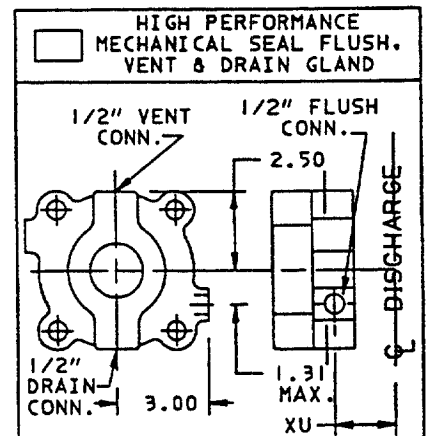 HIGH PERFORMANCE
MECHANICAL SEAL FLUSH.
VENT & DRAIN GLAND
1/2" VENT
CONN.
1/2" FLUSH
CONN.
2.50
℄ DISCHARGE
1/2"
DRAIN
CONN.
3.00
1.31
MAX.
XU